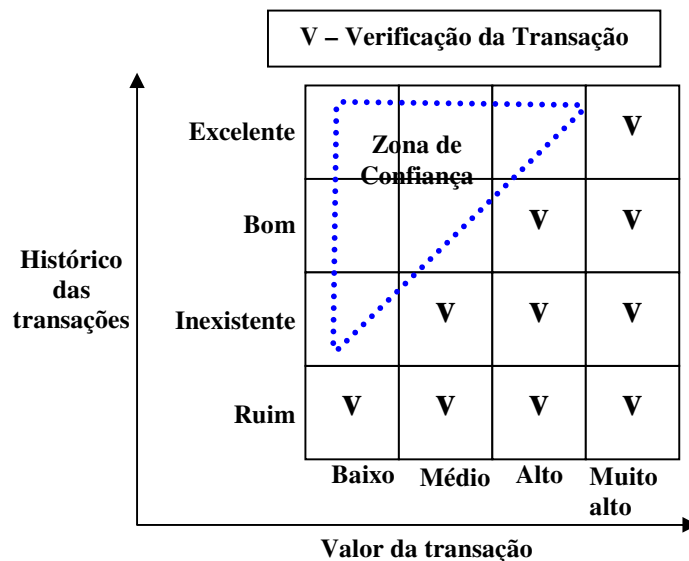 V – Verificação da Transação
Excelente
V
Zona de
Confiança
Bom
V V
Histórico
das
transações
Inexistente
V V V
Ruim
V V V V
Baixo Médio Alto Muito
alto
Valor da transação